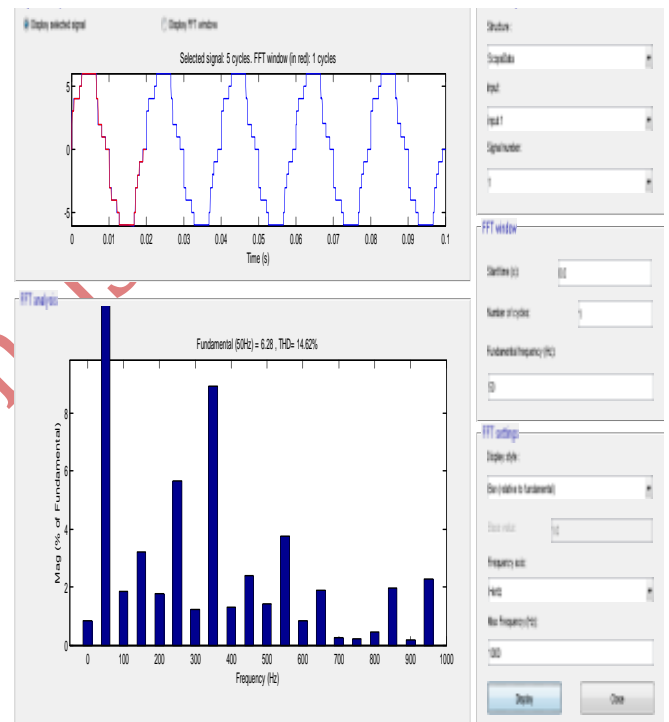 Display selected signal
Display FFT window
Selected signal: 5 cycles. FFT window (in red): 1 cycles
5
0
-5
0 0.01 0.02 0.03 0.04 0.05 0.06 0.07 0.08 0.09 0.1
Time (s)
FFT analysis
Fundamental (50Hz) = 6.28 , THD= 14.62%
8
6
4
2
0
Mag (% of Fundamental)
0 100 200 300 400 500 600 700 800 900 1000
Frequency (Hz)
Structure :
ScopeData
Input:
input 1
Signal number:
1
FFT window
Start time (s):
0.0
Number of cycles:
1
Fundamental frequency (Hz):
50
FFT settings
Display style :
Bar (relative to fundamental)
Base value:
1.0
Frequency axis:
Hertz
Max Frequency (Hz):
1000
Display
Close